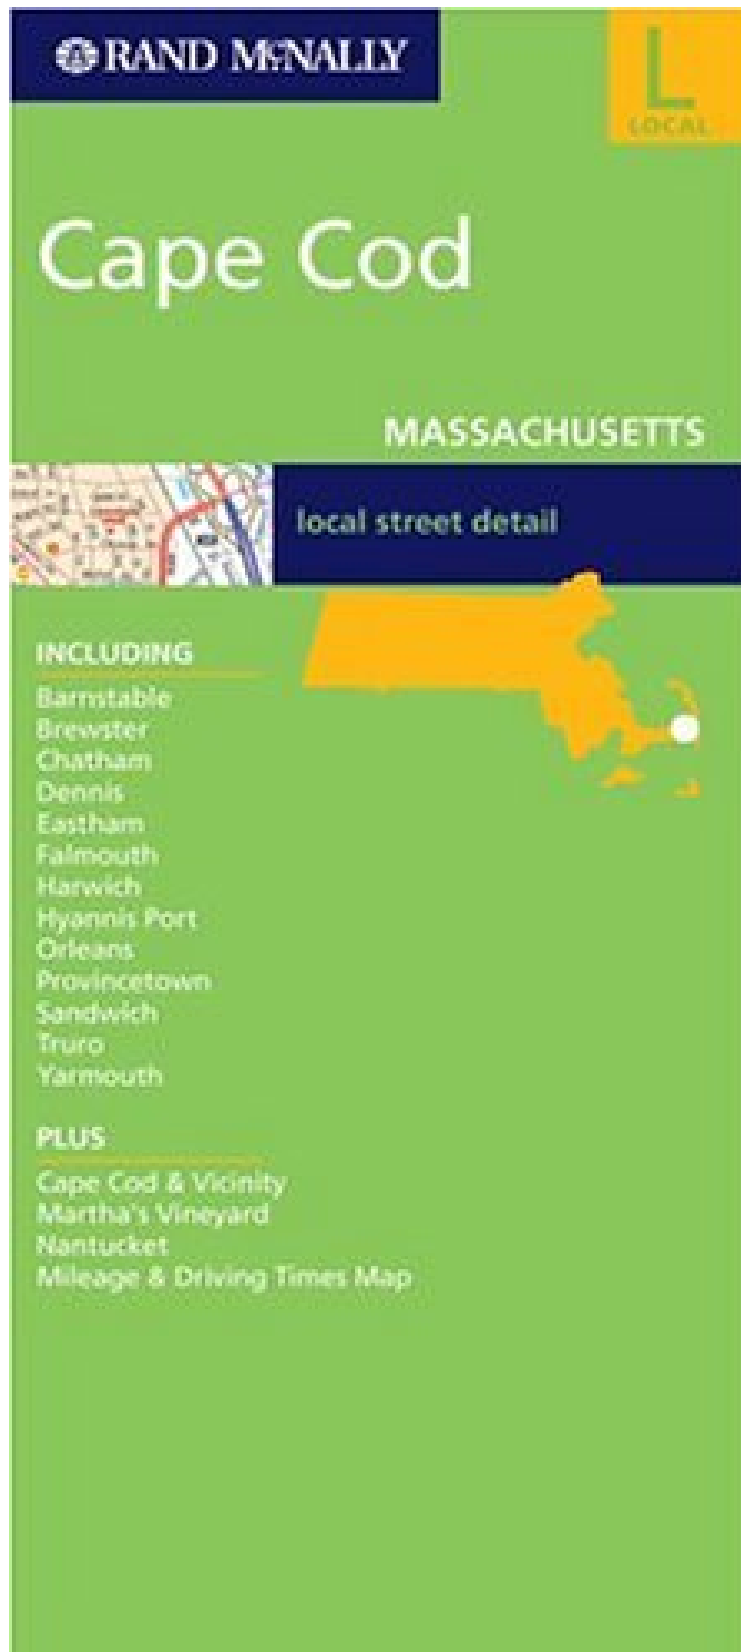 RAND McNALLY
L
LOCAL
Cape Cod
MASSACHUSETTS
local street detail
INCLUDING
Barnstable
Brewster
Chatham
Dennis
Eastham
Falmouth
Harwich
Hyannis Port
Orleans
Provincetown
Sandwich
Truro
Yarmouth
PLUS
Cape Cod & Vicinity
Martha's Vineyard
Nantucket
Mileage & Driving Times Map